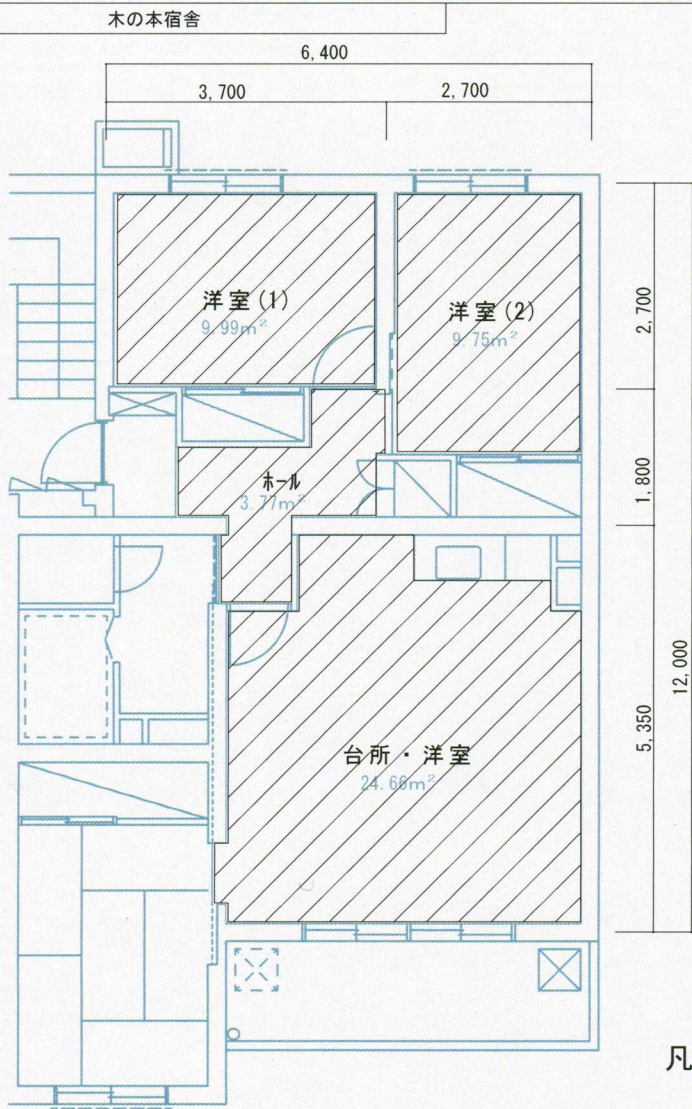 木の本宿舎
6,400
3,700 2,700
洋室(1)
9.99m²
洋室(2)
9.75m²
2,700
ホール
3.77m²
1,800
12,000
台所・洋室
24.66m²
5,350
凡